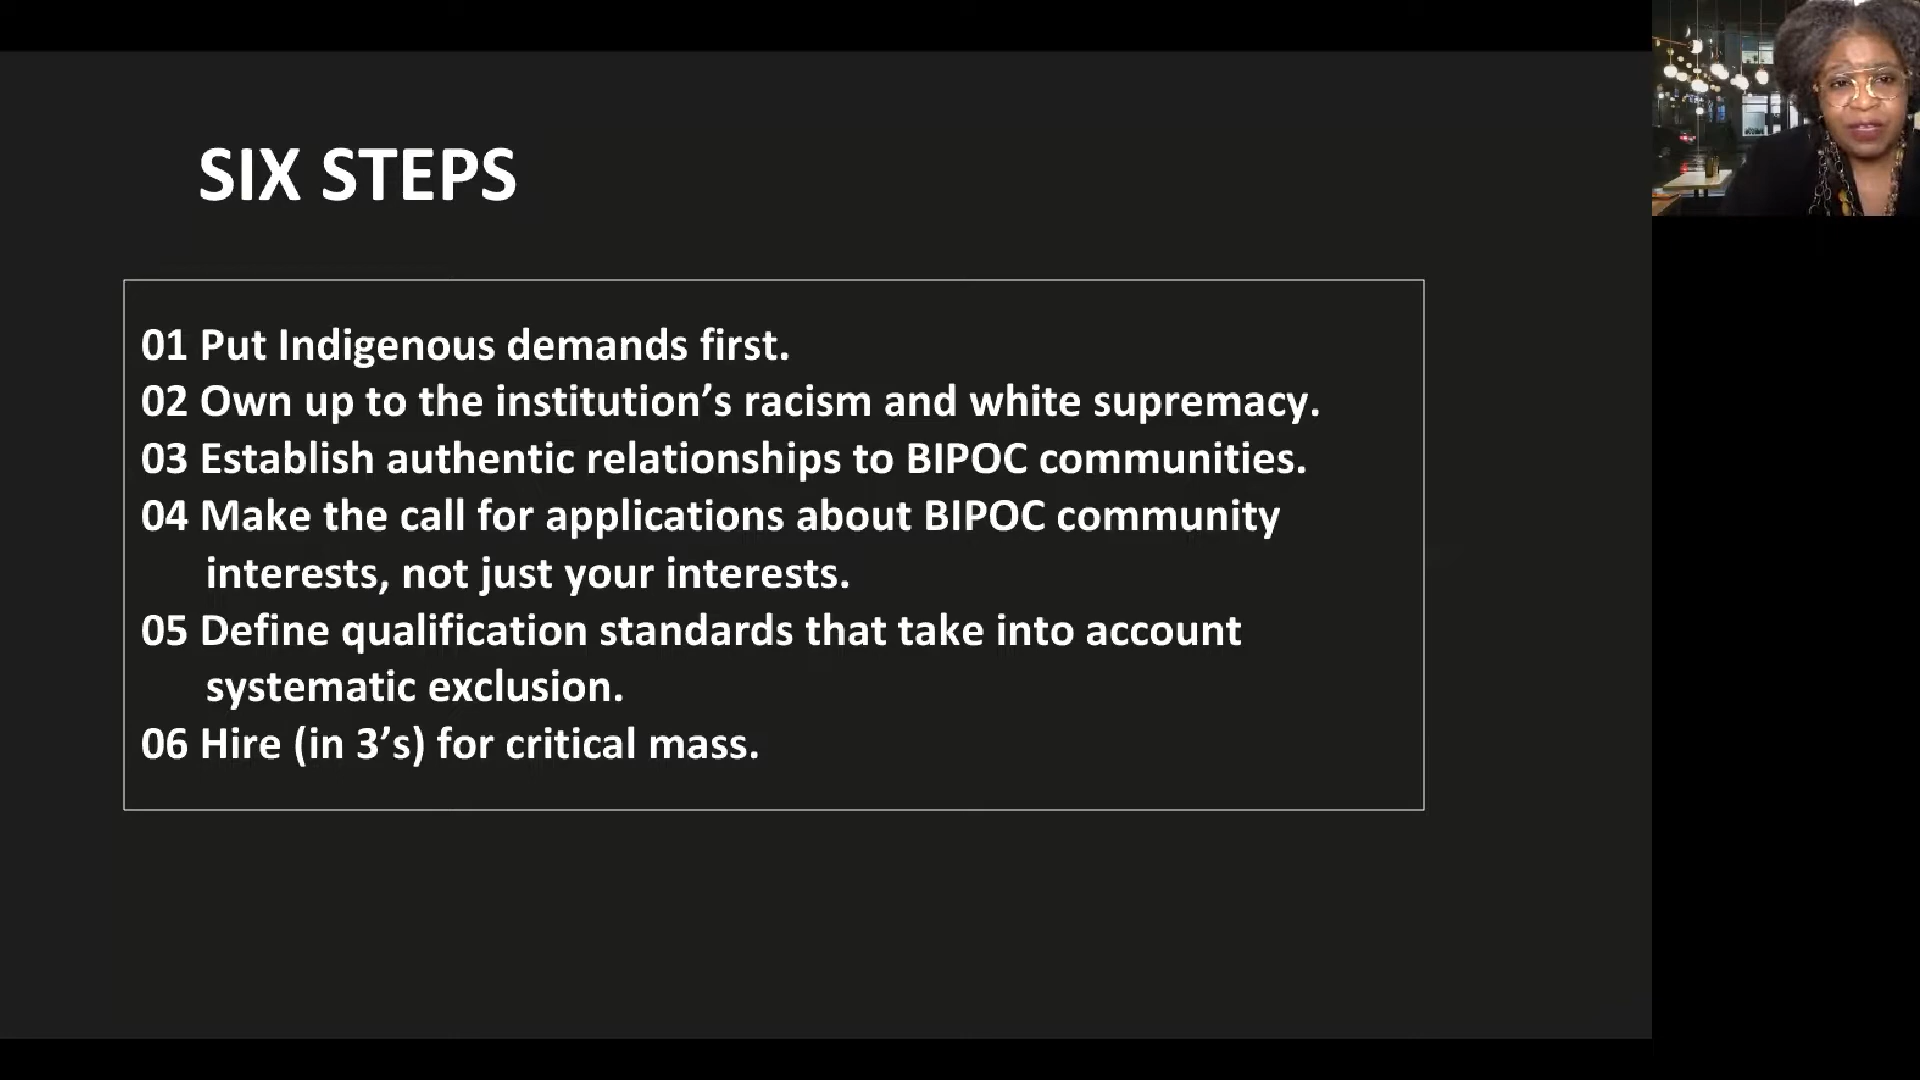 SIX STEPS
01 Put Indigenous demands first.
02 Own up to the institution’s racism and white supremacy.
03 Establish authentic relationships to BIPOC communities.
04 Make the call for applications about BIPOC community
interests, not just your interests.
05 Define qualification standards that take into account
systematic exclusion.
06 Hire (in 3’s) for critical mass.